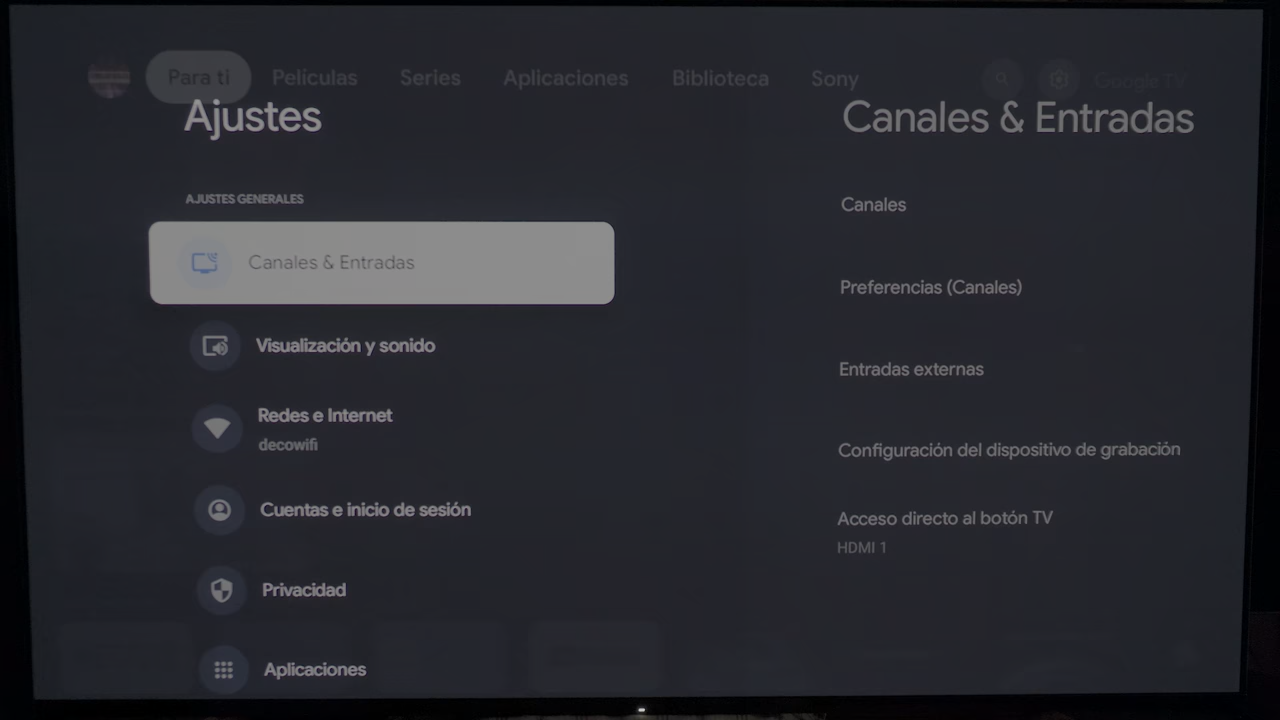 Para ti
Películas
Series
Aplicaciones
Biblioteca
Sony
Google TV
Ajustes
AJUSTES GENERALES
Canales & Entradas
Visualización y sonido
Redes e Internet
decowifi
Cuentas e inicio de sesión
Privacidad
Aplicaciones
Canales & Entradas
Canales
Preferencias (Canales)
Entradas externas
Configuración del dispositivo de grabación
Acceso directo al botón TV
HDMI 1